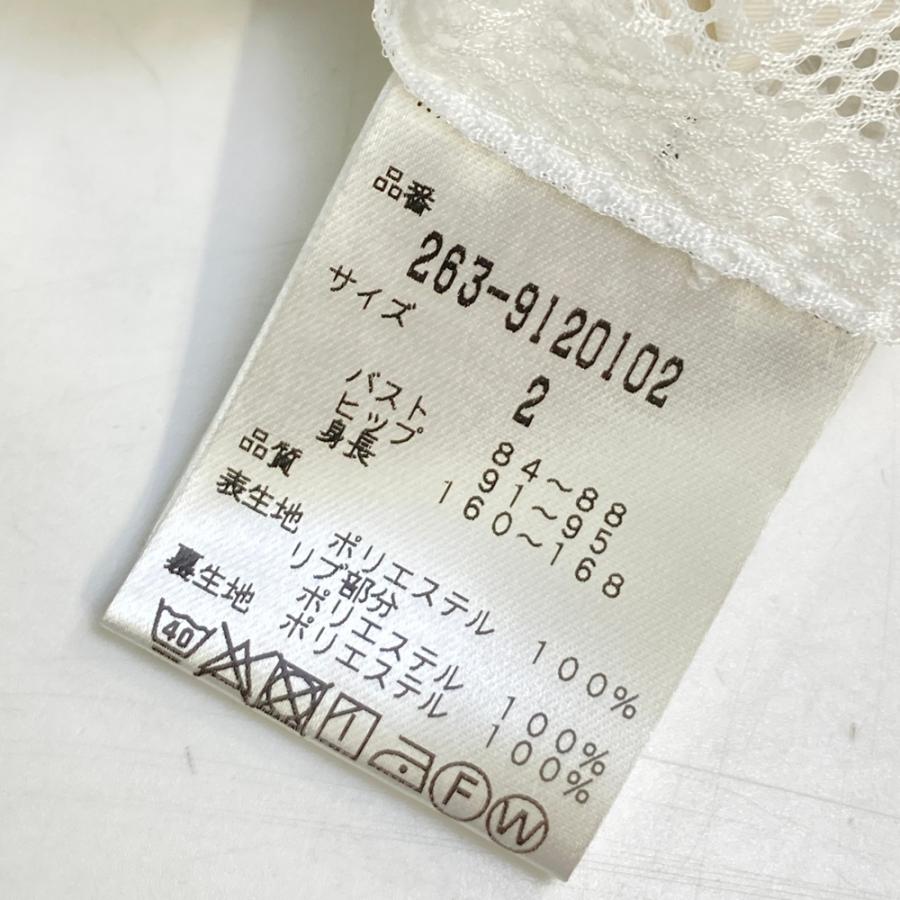 品番
263-9120102
サイズ
2
バスト 84～88
ヒップ 91～95
身長 160～168
品質
表生地 ポリエステル 100%
リブ部分
ポリエステル 100%
裏生地 ポリエステル 100%
40
F W